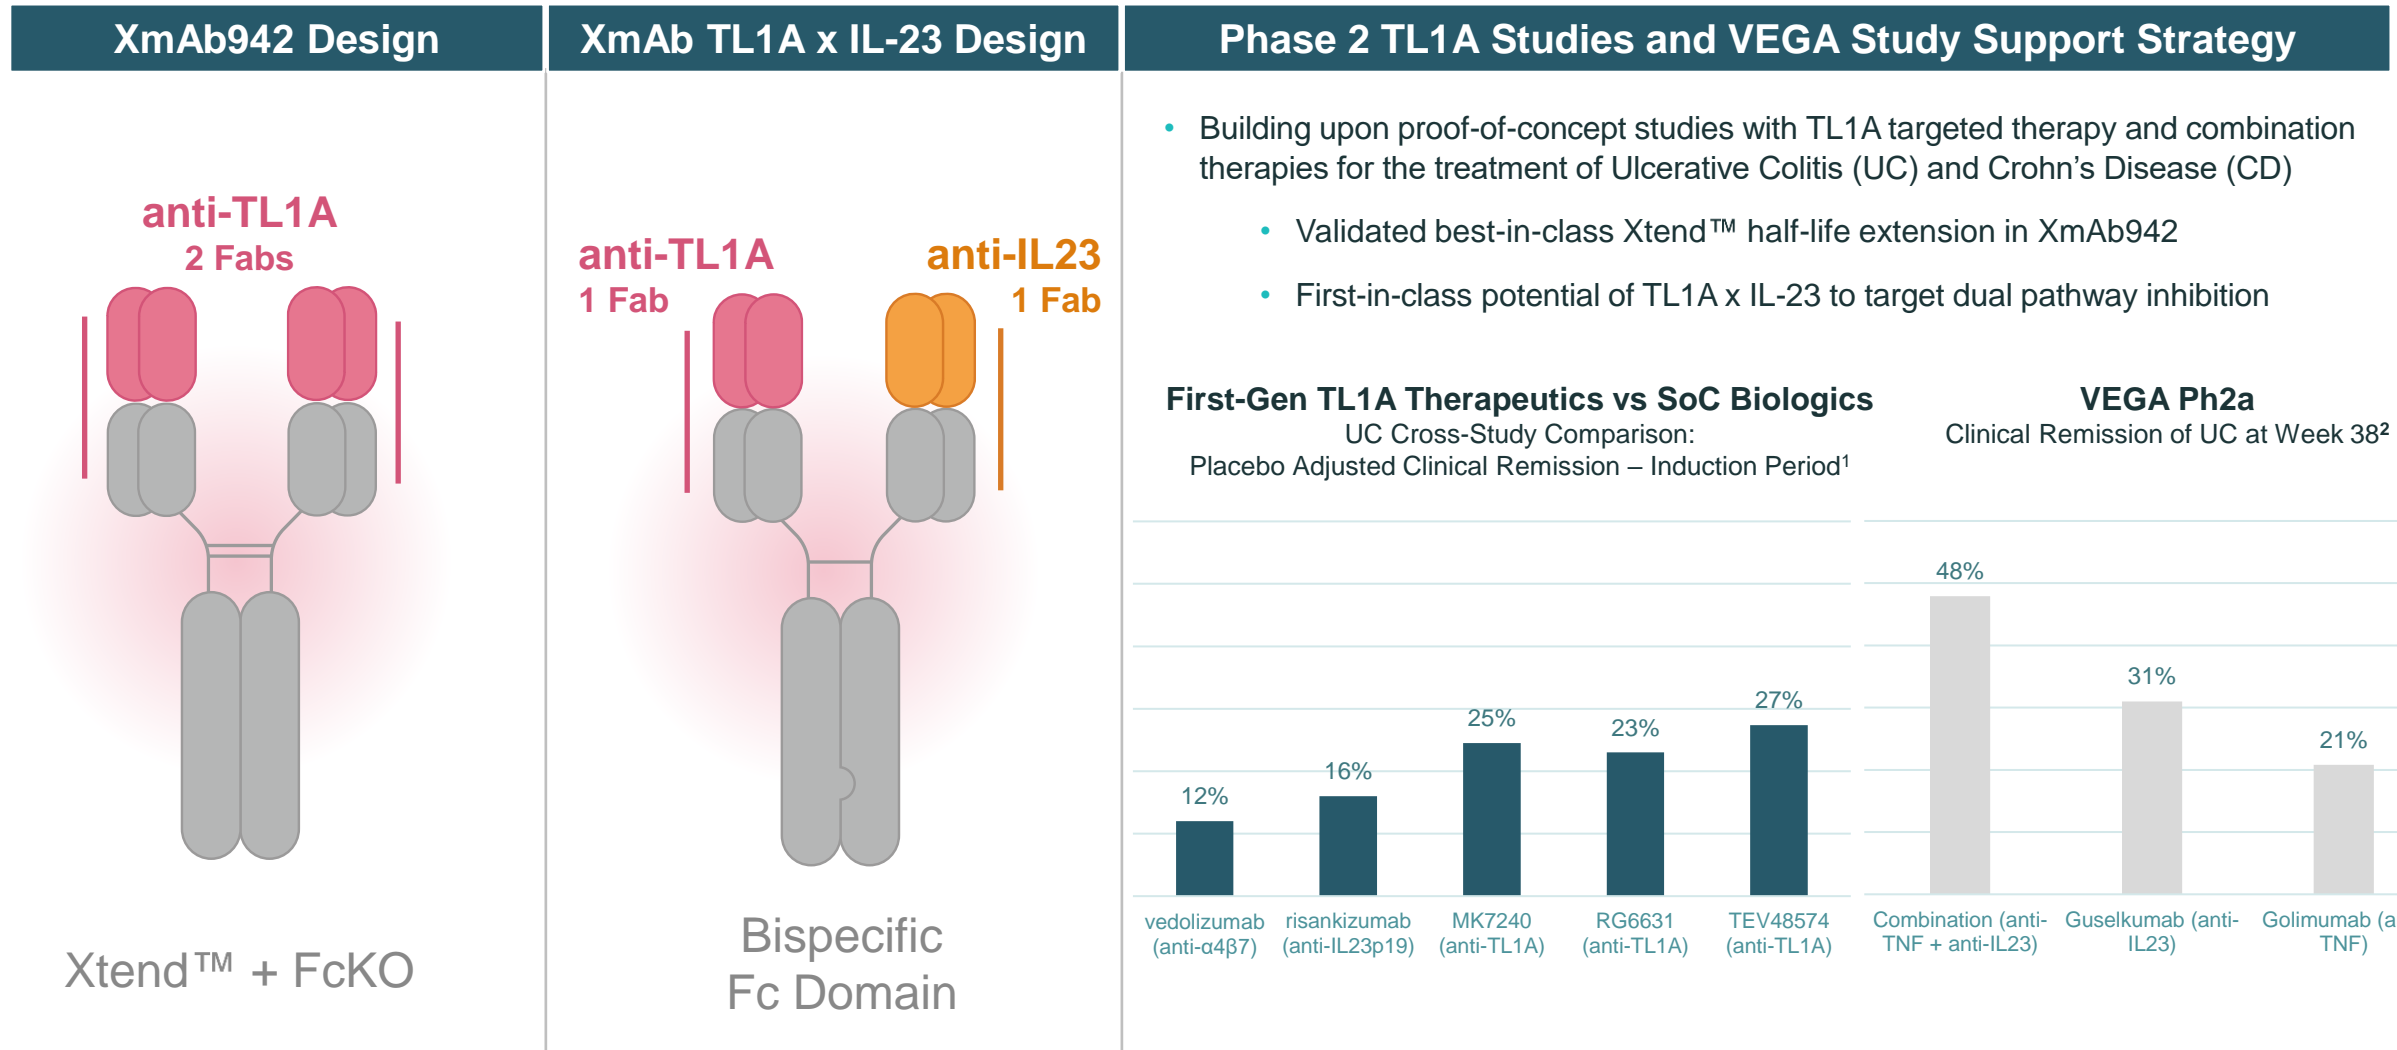 XmAb942 Design
anti-TL1A
2 Fabs
Xtend™ + FcKO
XmAb TL1A x IL-23 Design
anti-TL1A
1 Fab
anti-IL23
1 Fab
Bispecific
Fc Domain
Phase 2 TL1A Studies and VEGA Study Support Strategy
• Building upon proof-of-concept studies with TL1A targeted therapy and combination
therapies for the treatment of Ulcerative Colitis (UC) and Crohn’s Disease (CD)
• Validated best-in-class Xtend™ half-life extension in XmAb942
• First-in-class potential of TL1A x IL-23 to target dual pathway inhibition
First-Gen TL1A Therapeutics vs SoC Biologics
UC Cross-Study Comparison:
Placebo Adjusted Clinical Remission – Induction Period¹
12%
16%
25%
23%
27%
vedolizumab
(anti-α4β7)
risankizumab
(anti-IL23p19)
MK7240
(anti-TL1A)
RG6631
(anti-TL1A)
TEV48574
(anti-TL1A)
VEGA Ph2a
Clinical Remission of UC at Week 38²
48%
31%
21%
Combination (anti-
TNF + anti-IL23)
Guselkumab (anti-
IL23)
Golimumab (a
TNF)